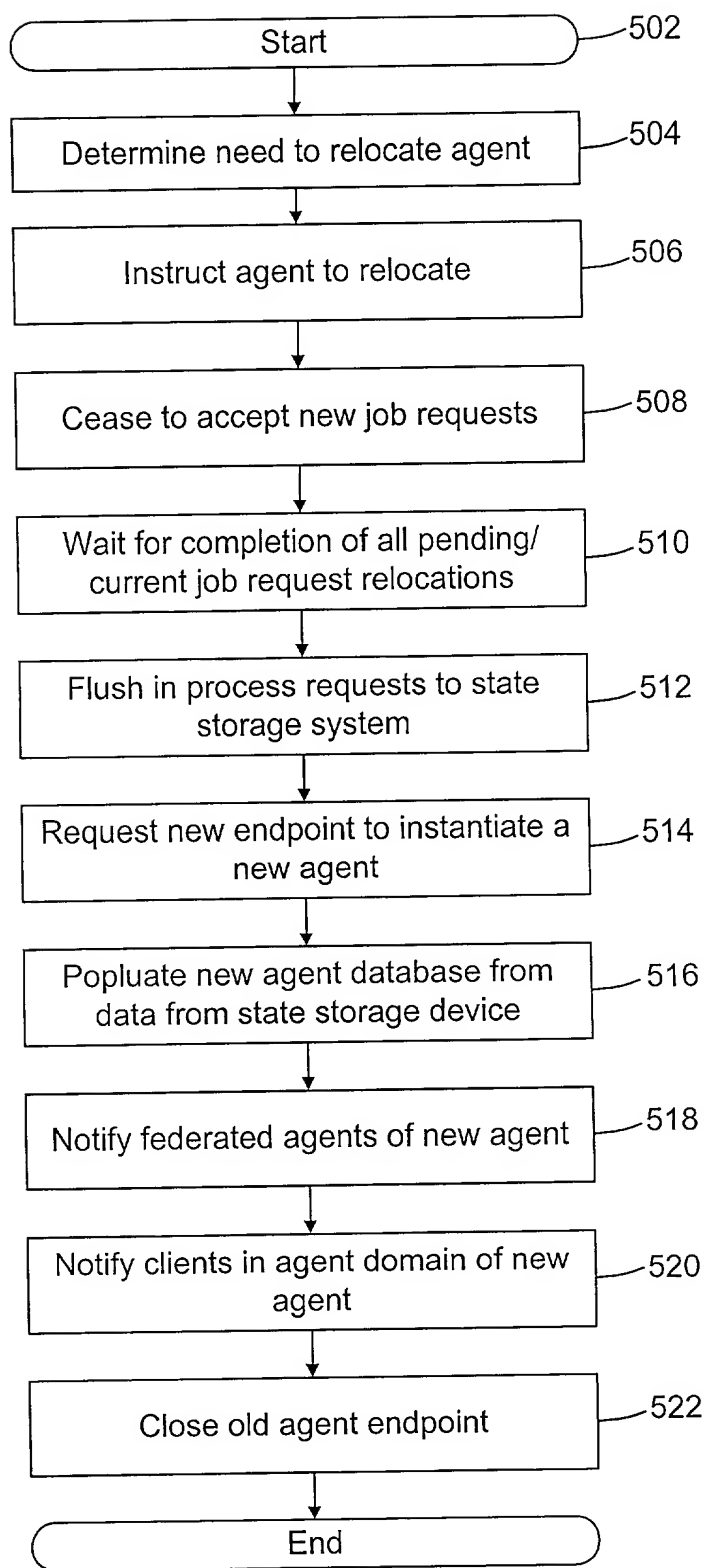 Start
502
Determine need to relocate agent
504
Instruct agent to relocate
506
Cease to accept new job requests
508
Wait for completion of all pending/
current job request relocations
510
Flush in process requests to state
storage system
512
Request new endpoint to instantiate a
new agent
514
Popluate new agent database from
data from state storage device
516
Notify federated agents of new agent
518
Notify clients in agent domain of new
agent
520
Close old agent endpoint
522
End